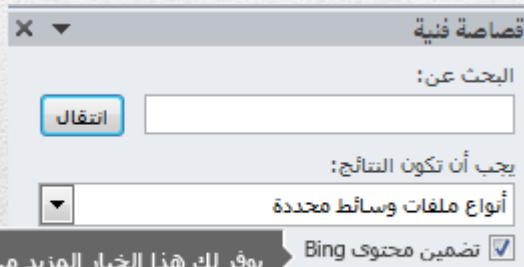 قصاصة فنية
البحث عن:
انتقال
يجب أن تكون النتائج:
أنواع ملفات وسائط محددة
تضمين محتوى Bing
يوفر لك هذا الخيار المزيد